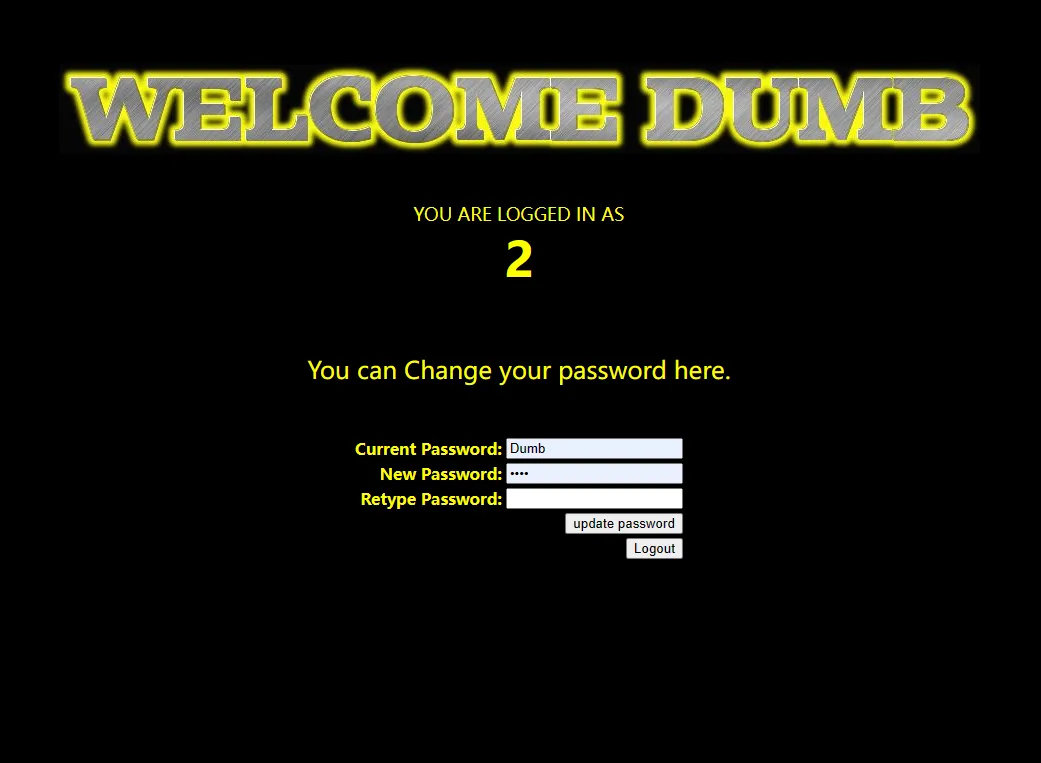 WELCOME DUMB
YOU ARE LOGGED IN AS
2
You can Change your password here.
Current Password: Dumb
New Password: ••••
Retype Password:
update password
Logout